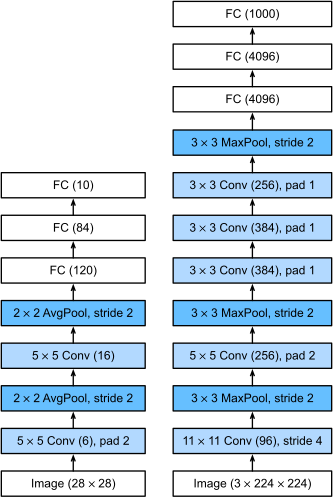 FC (10)
FC (84)
FC (120)
2 × 2 AvgPool, stride 2
5 × 5 Conv (16)
2 × 2 AvgPool, stride 2
5 × 5 Conv (6), pad 2
Image (28 × 28)
FC (1000)
FC (4096)
FC (4096)
3 × 3 MaxPool, stride 2
3 × 3 Conv (256), pad 1
3 × 3 Conv (384), pad 1
3 × 3 Conv (384), pad 1
3 × 3 MaxPool, stride 2
5 × 5 Conv (256), pad 2
3 × 3 MaxPool, stride 2
11 × 11 Conv (96), stride 4
Image (3 × 224 × 224)